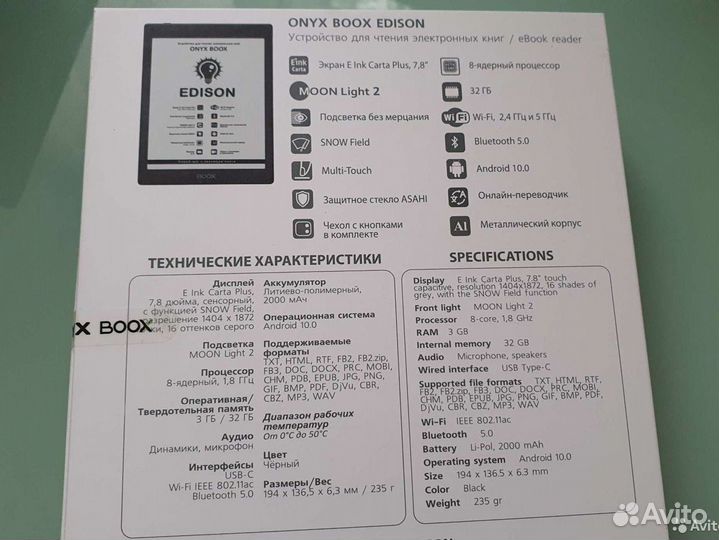 ONYX BOOX EDISON
Устройство для чтения электронных книг / eBook reader
ONYX BOOX
EDISON
BOOX
E Ink Carta
Экран E Ink Carta Plus, 7,8"
8-ядерный процессор
MOON Light 2
32 ГБ
Подсветка без мерцания
WiFi Wi-Fi, 2,4 ГГц и 5 ГГц
SNOW Field
Bluetooth 5.0
Multi-Touch
Android 10.0
Защитное стекло ASAHI
Онлайн-переводчик
Чехол с кнопками
в комплекте
Al Металлический корпус
ТЕХНИЧЕСКИЕ ХАРАКТЕРИСТИКИ
Дисплей
E Ink Carta Plus,
7,8 дюйма, сенсорный,
с функцией SNOW Field,
разрешение 1404 x 1872
16 оттенков серого
X BOOX
Подсветка
MOON Light 2
Процессор
8-ядерный, 1,8 ГГц
Оперативная/
Твердотельная память
3 ГБ / 32 ГБ
Аудио
Динамики, микрофон
Интерфейсы
USB-C
Wi-Fi IEEE 802.11ac
Bluetooth 5.0
Аккумулятор
Литиево-полимерный,
2000 мАч
Операционная система
Android 10.0
Поддерживаемые
форматы
TXT, HTML, RTF, FB2, FB2.zip,
FB3, DOC, DOCX, PRC, MOBI,
CHM, PDB, EPUB, JPG, PNG,
GIF, BMP, PDF, DjVu, CBR,
CBZ, MP3, WAV
Диапазон рабочих
температур
От 0°C до 50°C
Цвет
Чёрный
Размеры/Вес
194 x 136,5 x 6,3 мм / 235 г
SPECIFICATIONS
Display E Ink Carta Plus, 7.8" touch
capacitive, resolution 1404x1872, 16 shades of
grey, with the SNOW Field function
Front light MOON Light 2
Processor 8-core, 1,8 GHz
RAM 3 GB
Internal memory 32 GB
Audio Microphone, speakers
Wired interface USB Type-C
Supported file formats TXT, HTML, RTF,
FB2, FB2.zip, FB3, DOC, DOCX, PRC, MOBI,
CHM, PDB, EPUB, JPG, PNG, GIF, BMP, PDF,
DjVu, CBR, CBZ, MP3, WAV
Wi-Fi IEEE 802.11ac
Bluetooth 5.0
Battery Li-Pol, 2000 mAh
Operating system Android 10.0
Size 194 x 136.5 x 6.3 mm
Color Black
Weight 235 gr
Avito